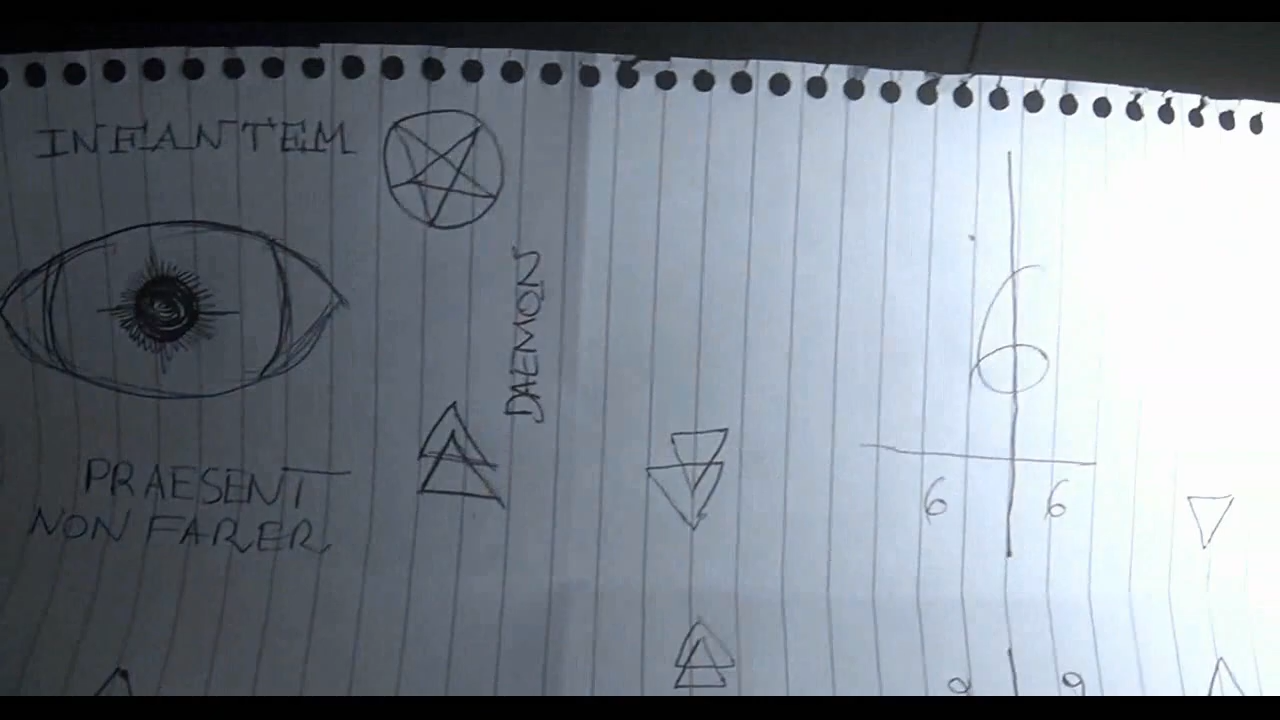 INFANTEM
DAEMON
PRAESENT
NON FARER
6
6 6
9 9